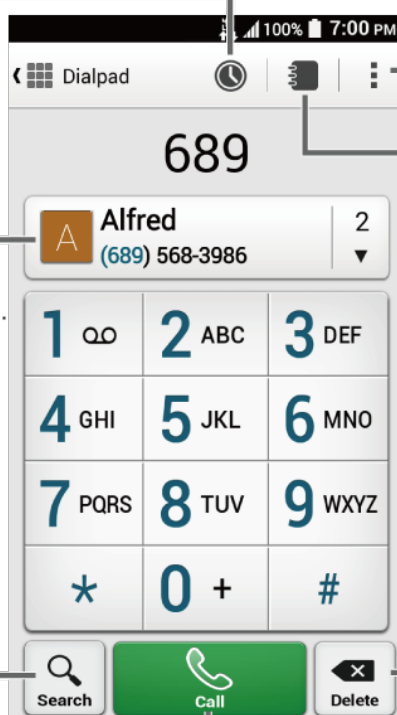 100% 7:00 PM
Dialpad
689
A Alfred 2
(689) 568-3986
1 2 ABC 3 DEF
4 GHI 5 JKL 6 MNO
7 PQRS 8 TUV 9 WXYZ
* 0 + #
Search Call Delete